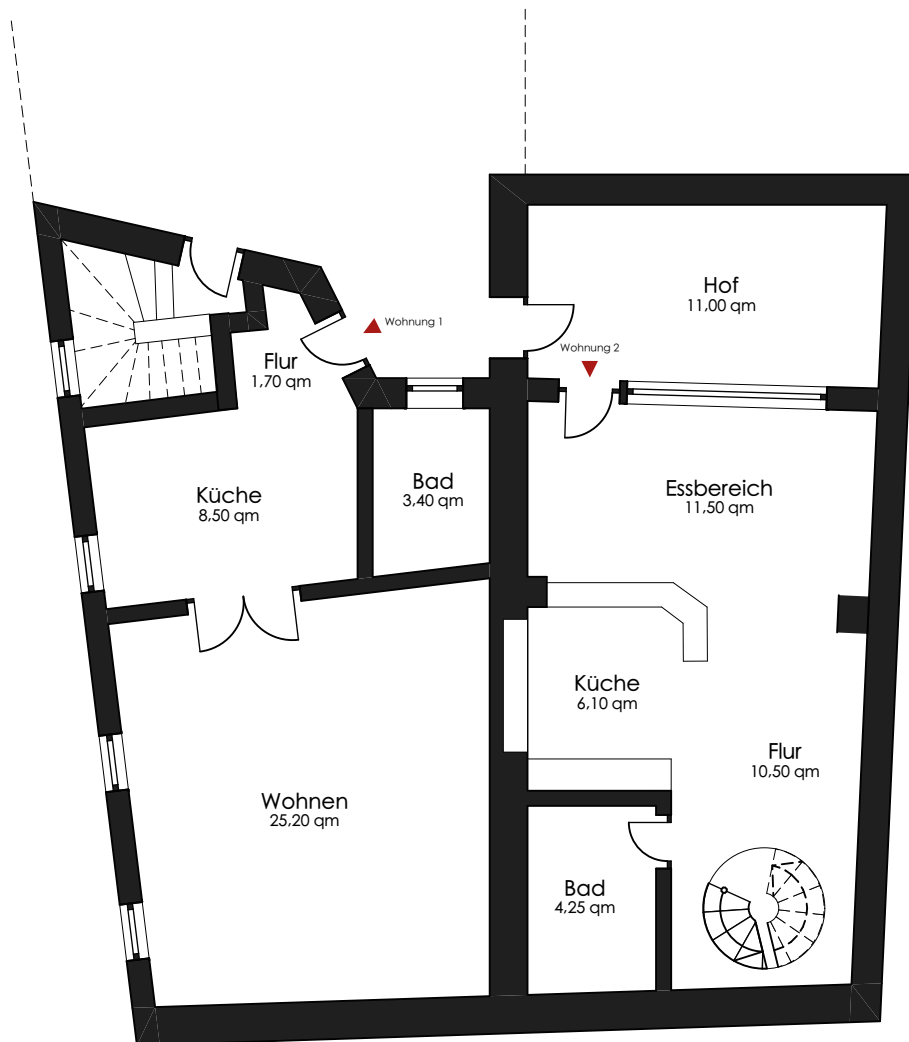 Hof
11,00 qm
Wohnung 1
Wohnung 2
Flur
1,70 qm
Küche
8,50 qm
Bad
3,40 qm
Essbereich
11,50 qm
Küche
6,10 qm
Flur
10,50 qm
Wohnen
25,20 qm
Bad
4,25 qm